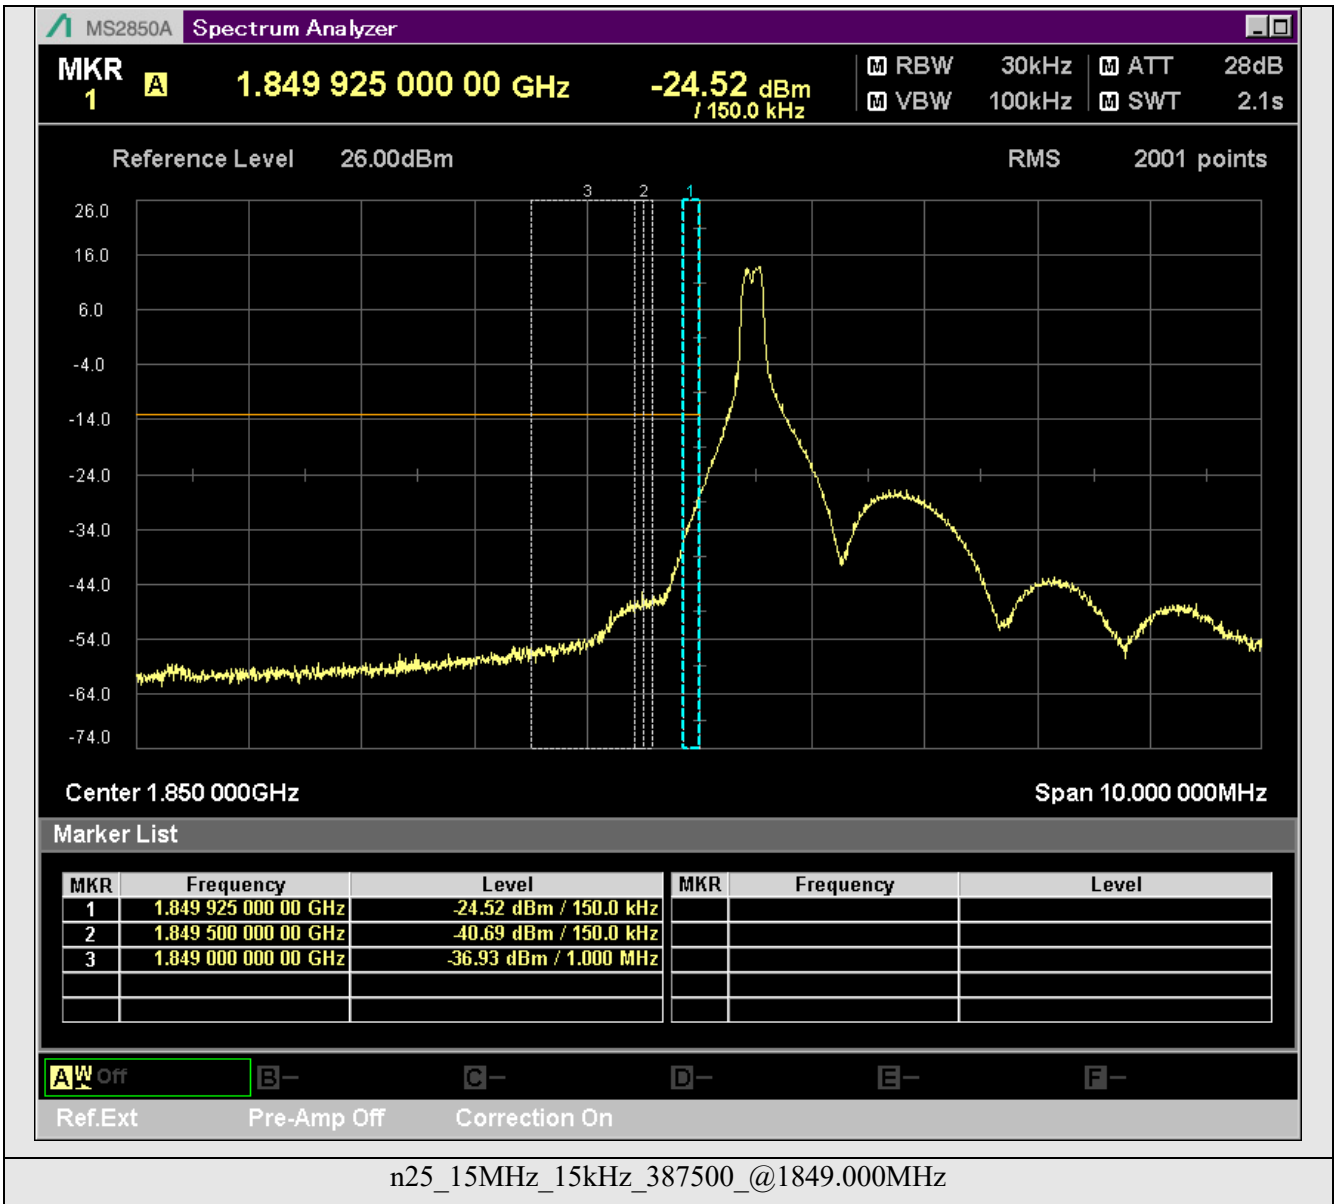 MS2850A Spectrum Analyzer
MKR 1 A 1.849 925 000 00 GHz -24.52 dBm / 150.0 kHz
M RBW 30kHz M ATT 28dB
M VBW 100kHz M SWT 2.1s
Reference Level 26.00dBm RMS 2001 points
3 2 1
26.0
16.0
6.0
-4.0
-14.0
-24.0
-34.0
-44.0
-54.0
-64.0
-74.0
Center 1.850 000GHz Span 10.000 000MHz
Marker List
MKR Frequency Level MKR Frequency Level
1 1.849 925 000 00 GHz -24.52 dBm / 150.0 kHz
2 1.849 500 000 00 GHz -40.69 dBm / 150.0 kHz
3 1.849 000 000 00 GHz -36.93 dBm / 1.000 MHz
A W Off B - C - D - E - F -
Ref.Ext Pre-Amp Off Correction On
n25_15MHz_15kHz_387500_@1849.000MHz